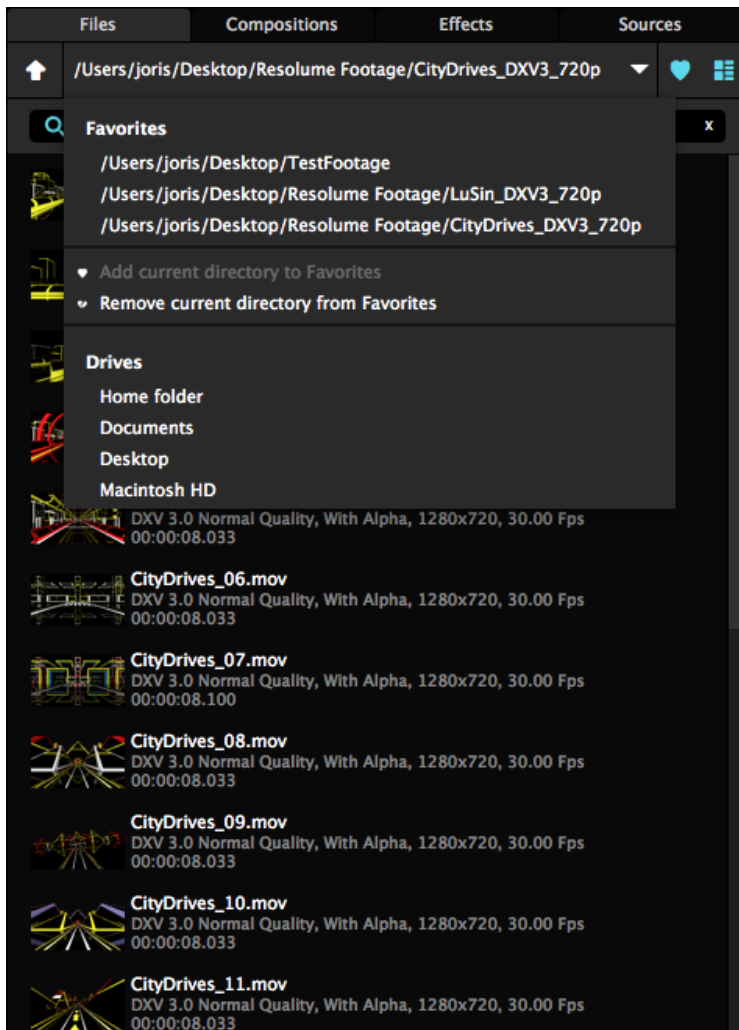 Files Compositions Effects Sources
/Users/joris/Desktop/Resolume Footage/CityDrives_DXV3_720p
x
Favorites
/Users/joris/Desktop/TestFootage
/Users/joris/Desktop/Resolume Footage/LuSin_DXV3_720p
/Users/joris/Desktop/Resolume Footage/CityDrives_DXV3_720p
Add current directory to Favorites
Remove current directory from Favorites
Drives
Home folder
Documents
Desktop
Macintosh HD
DXV 3.0 Normal Quality, With Alpha, 1280x720, 30.00 Fps
00:00:08.033
CityDrives_06.mov
DXV 3.0 Normal Quality, With Alpha, 1280x720, 30.00 Fps
00:00:08.033
CityDrives_07.mov
DXV 3.0 Normal Quality, With Alpha, 1280x720, 30.00 Fps
00:00:08.100
CityDrives_08.mov
DXV 3.0 Normal Quality, With Alpha, 1280x720, 30.00 Fps
00:00:08.033
CityDrives_09.mov
DXV 3.0 Normal Quality, With Alpha, 1280x720, 30.00 Fps
00:00:08.033
CityDrives_10.mov
DXV 3.0 Normal Quality, With Alpha, 1280x720, 30.00 Fps
00:00:08.033
CityDrives_11.mov
DXV 3.0 Normal Quality, With Alpha, 1280x720, 30.00 Fps
00:00:08.033